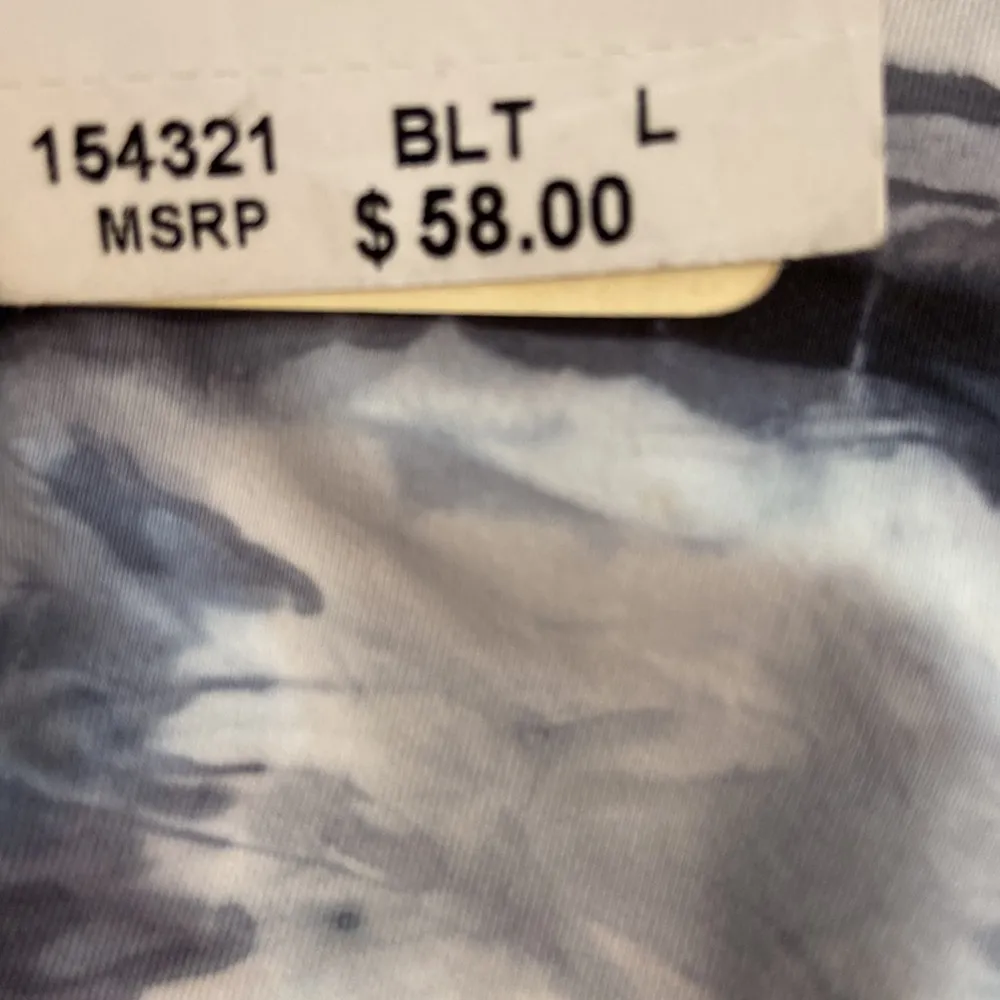 154321 BLT L
MSRP $58.00